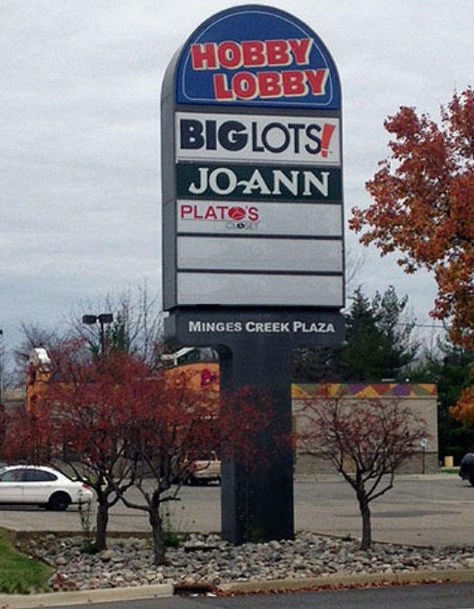 HOBBY
LOBBY
BIG LOTS!
JO-ANN
PLATO'S
CLOSET
MINGES CREEK PLAZA